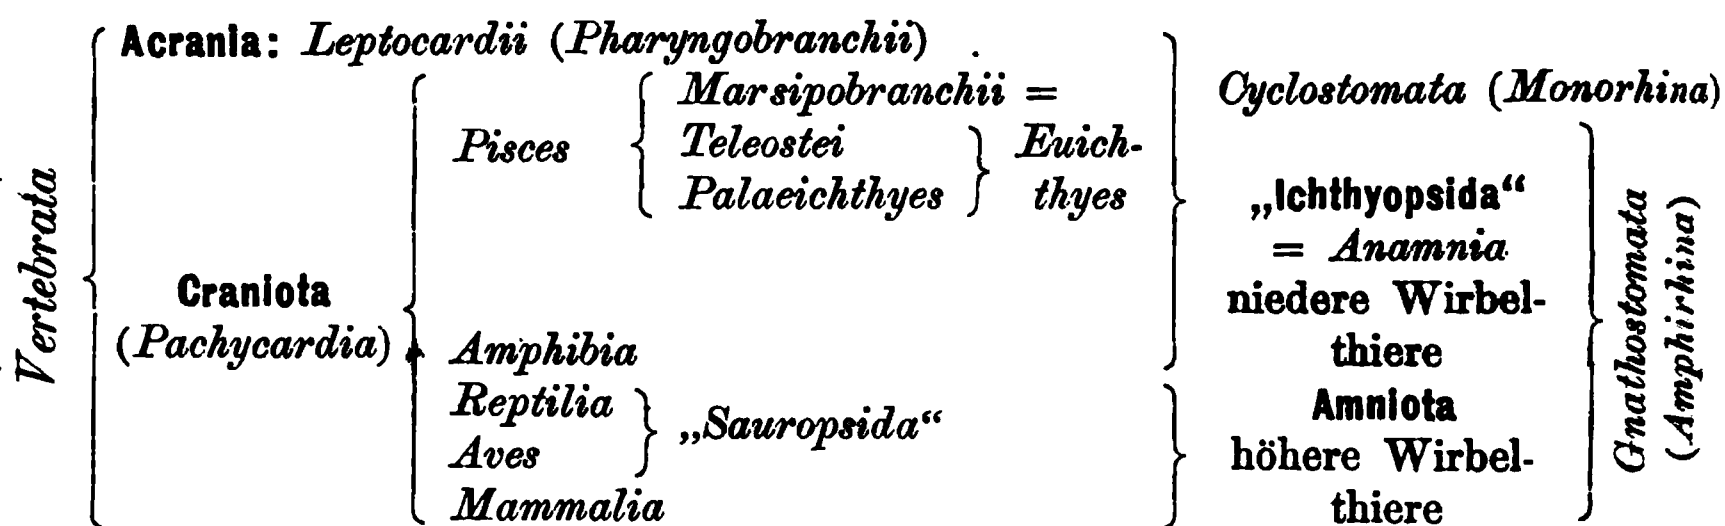 Acrania: Leptocardii (Pharyngobranchii) .
Marsipobranchii = Cyclostomata (Monorhina)
Pisces Teleostei Euich-
Palaeichthyes thyes
„Ichthyopsida“
= Anamnia
Vertebrata
Craniota
niedere Wirbel-
(Pachycardia)
Amphibia
thiere
Reptilia
Amniota
„Sauropsida“
Aves
höhere Wirbel-
Mammalia
thiere
Gnathostomata
(Amphirhina)